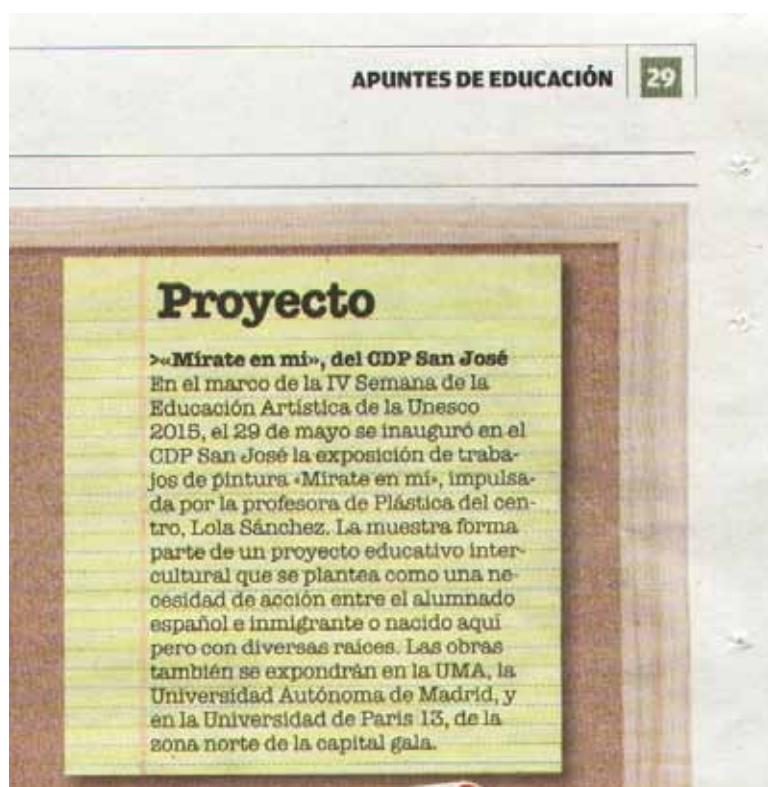 APUNTES DE EDUCACIÓN 29
Proyecto
>«Mírate en mi», del CDP San José
En el marco de la IV Semana de la
Educación Artística de la Unesco
2015, el 29 de mayo se inauguró en el
CDP San José la exposición de traba-
jos de pintura «Mírate en mí», impulsa-
da por la profesora de Plástica del cen-
tro, Lola Sánchez. La muestra forma
parte de un proyecto educativo inter-
cultural que se plantea como una ne-
cesidad de acción entre el alumnado
español e inmigrante o nacido aquí
pero con diversas raíces. Las obras
también se expondrán en la UMA, la
Universidad Autónoma de Madrid, y
en la Universidad de París 13, de la
zona norte de la capital gala.